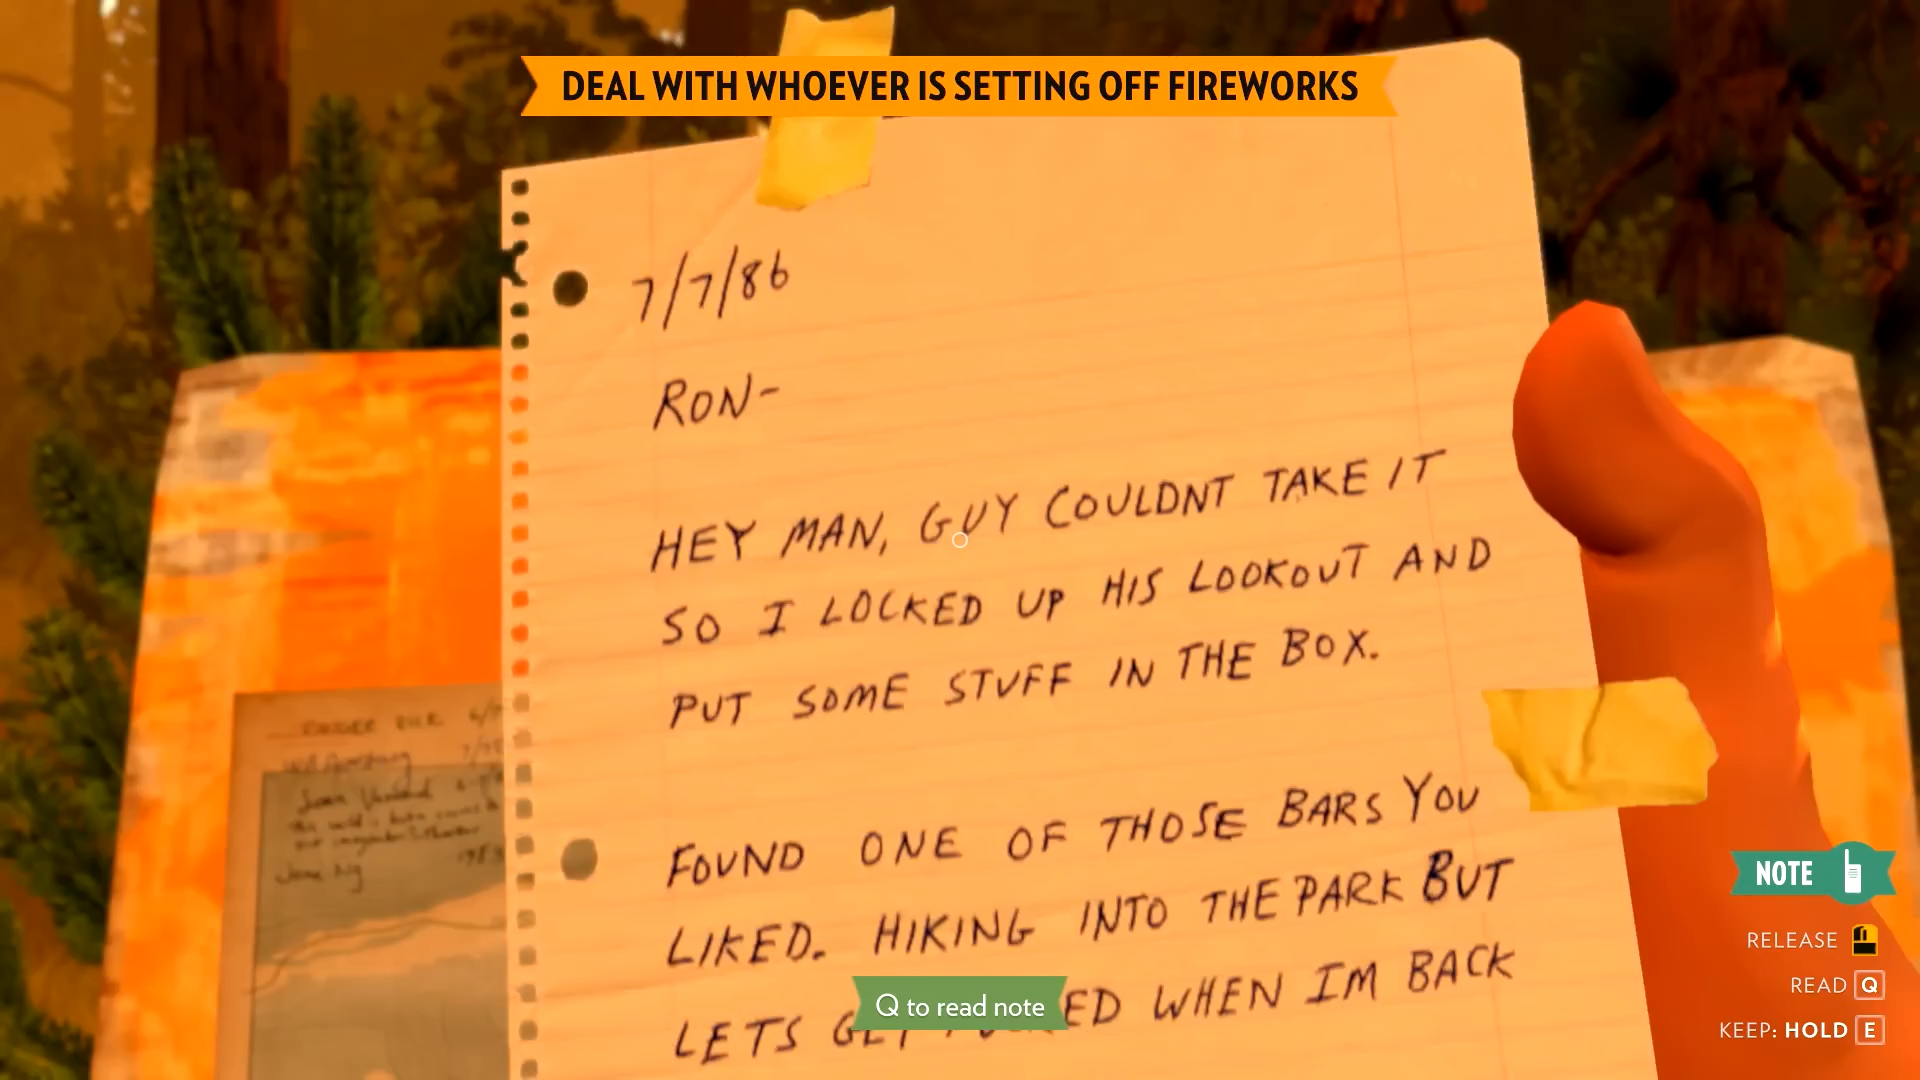 DEAL WITH WHOEVER IS SETTING OFF FIREWORKS
7/7/86
RON-
HEY MAN, GUY COULDNT TAKE IT
SO I LOCKED UP HIS LOOKOUT AND
PUT SOME STUFF IN THE BOX.
FOUND ONE OF THOSE BARS YOU
LIKED. HIKING INTO THE PARK BUT
LETS WHEN IM BACK
Q to read note
NOTE
RELEASE
READ Q
KEEP: HOLD E